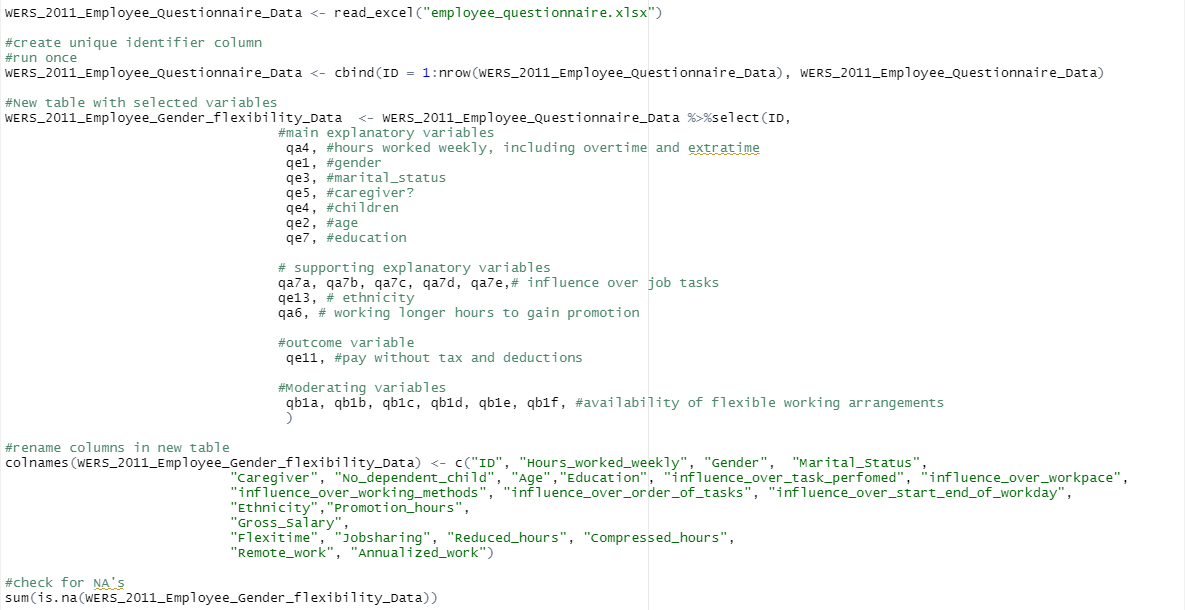 WERS_2011_Employee_Questionnaire_Data <- read_excel("employee_questionnaire.xlsx")
#create unique identifier column
#run once
WERS_2011_Employee_Questionnaire_Data <- cbind(ID = 1:nrow(WERS_2011_Employee_Questionnaire_Data), WERS_2011_Employee_Questionnaire_Data)
#New table with selected variables
WERS_2011_Employee_Gender_flexibility_Data  <- WERS_2011_Employee_Questionnaire_Data %>%select(ID,
#main explanatory variables
qa4, #hours worked weekly, including overtime and extratime
qe1, #gender
qe3, #marital_status
qe5, #caregiver?
qe4, #children
qe2, #age
qe7, #education
# supporting explanatory variables
qa7a, qa7b, qa7c, qa7d, qa7e,# influence over job tasks
qe13, # ethnicity
qa6, # working longer hours to gain promotion
#outcome variable
qe11, #pay without tax and deductions
#Moderating variables
qb1a, qb1b, qb1c, qb1d, qb1e, qb1f, #availability of flexible working arrangements
)
#rename columns in new table
colnames(WERS_2011_Employee_Gender_flexibility_Data) <- c("ID", "Hours_worked_weekly", "Gender",  "Marital_Status",
"Caregiver", "No_dependent_child", "Age","Education", "influence_over_task_perfomed", "influence_over_workpace",
"influence_over_working_methods", "influence_over_order_of_tasks", "influence_over_start_end_of_workday",
"Ethnicity","Promotion_hours",
"Gross_Salary",
"Flexitime", "Jobsharing", "Reduced_hours", "Compressed_hours",
"Remote_work", "Annualized_work")
#check for NA's
sum(is.na(WERS_2011_Employee_Gender_flexibility_Data))